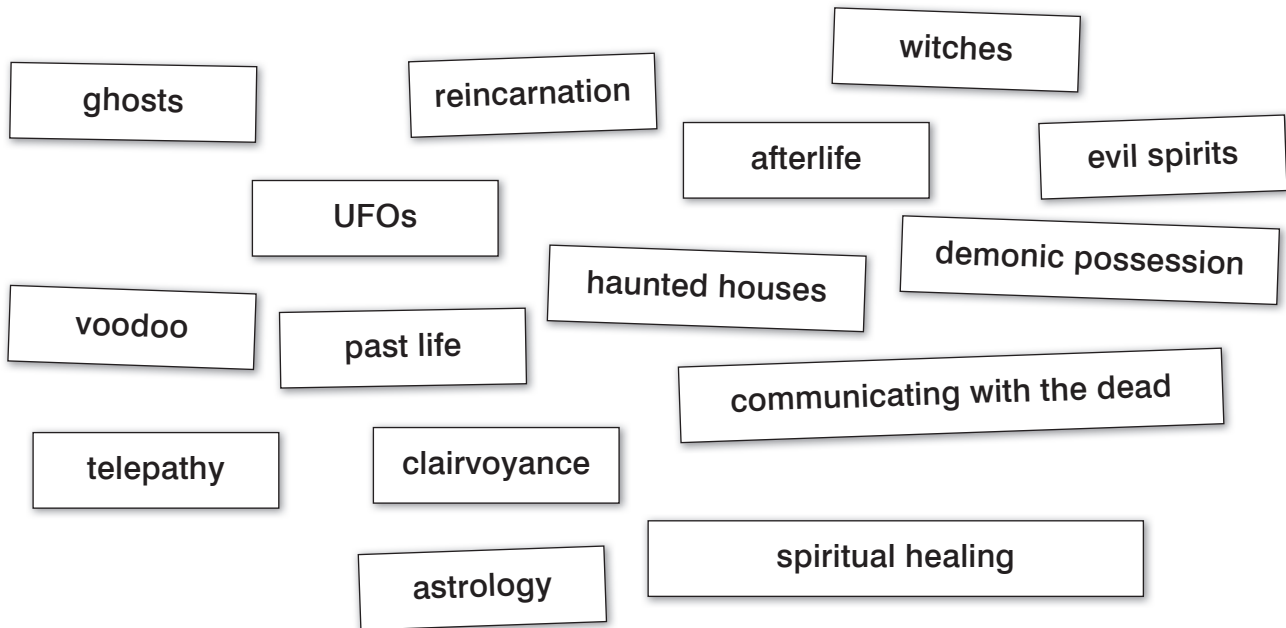 witches
ghosts
reincarnation
afterlife
evil spirits
UFOs
demonic possession
haunted houses
voodoo
past life
communicating with the dead
telepathy
clairvoyance
spiritual healing
astrology